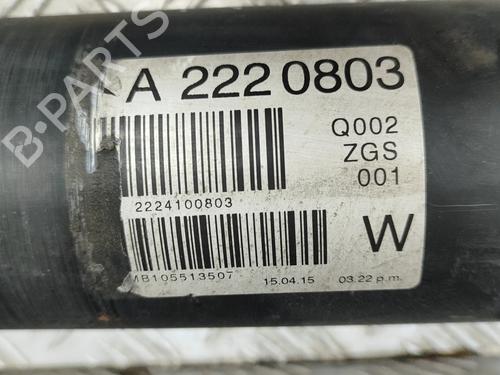 B-PARTS
A 222 0803
Q002
ZGS
001
2224100803
W
MB105513507
15.04.15
03:22 p.m.